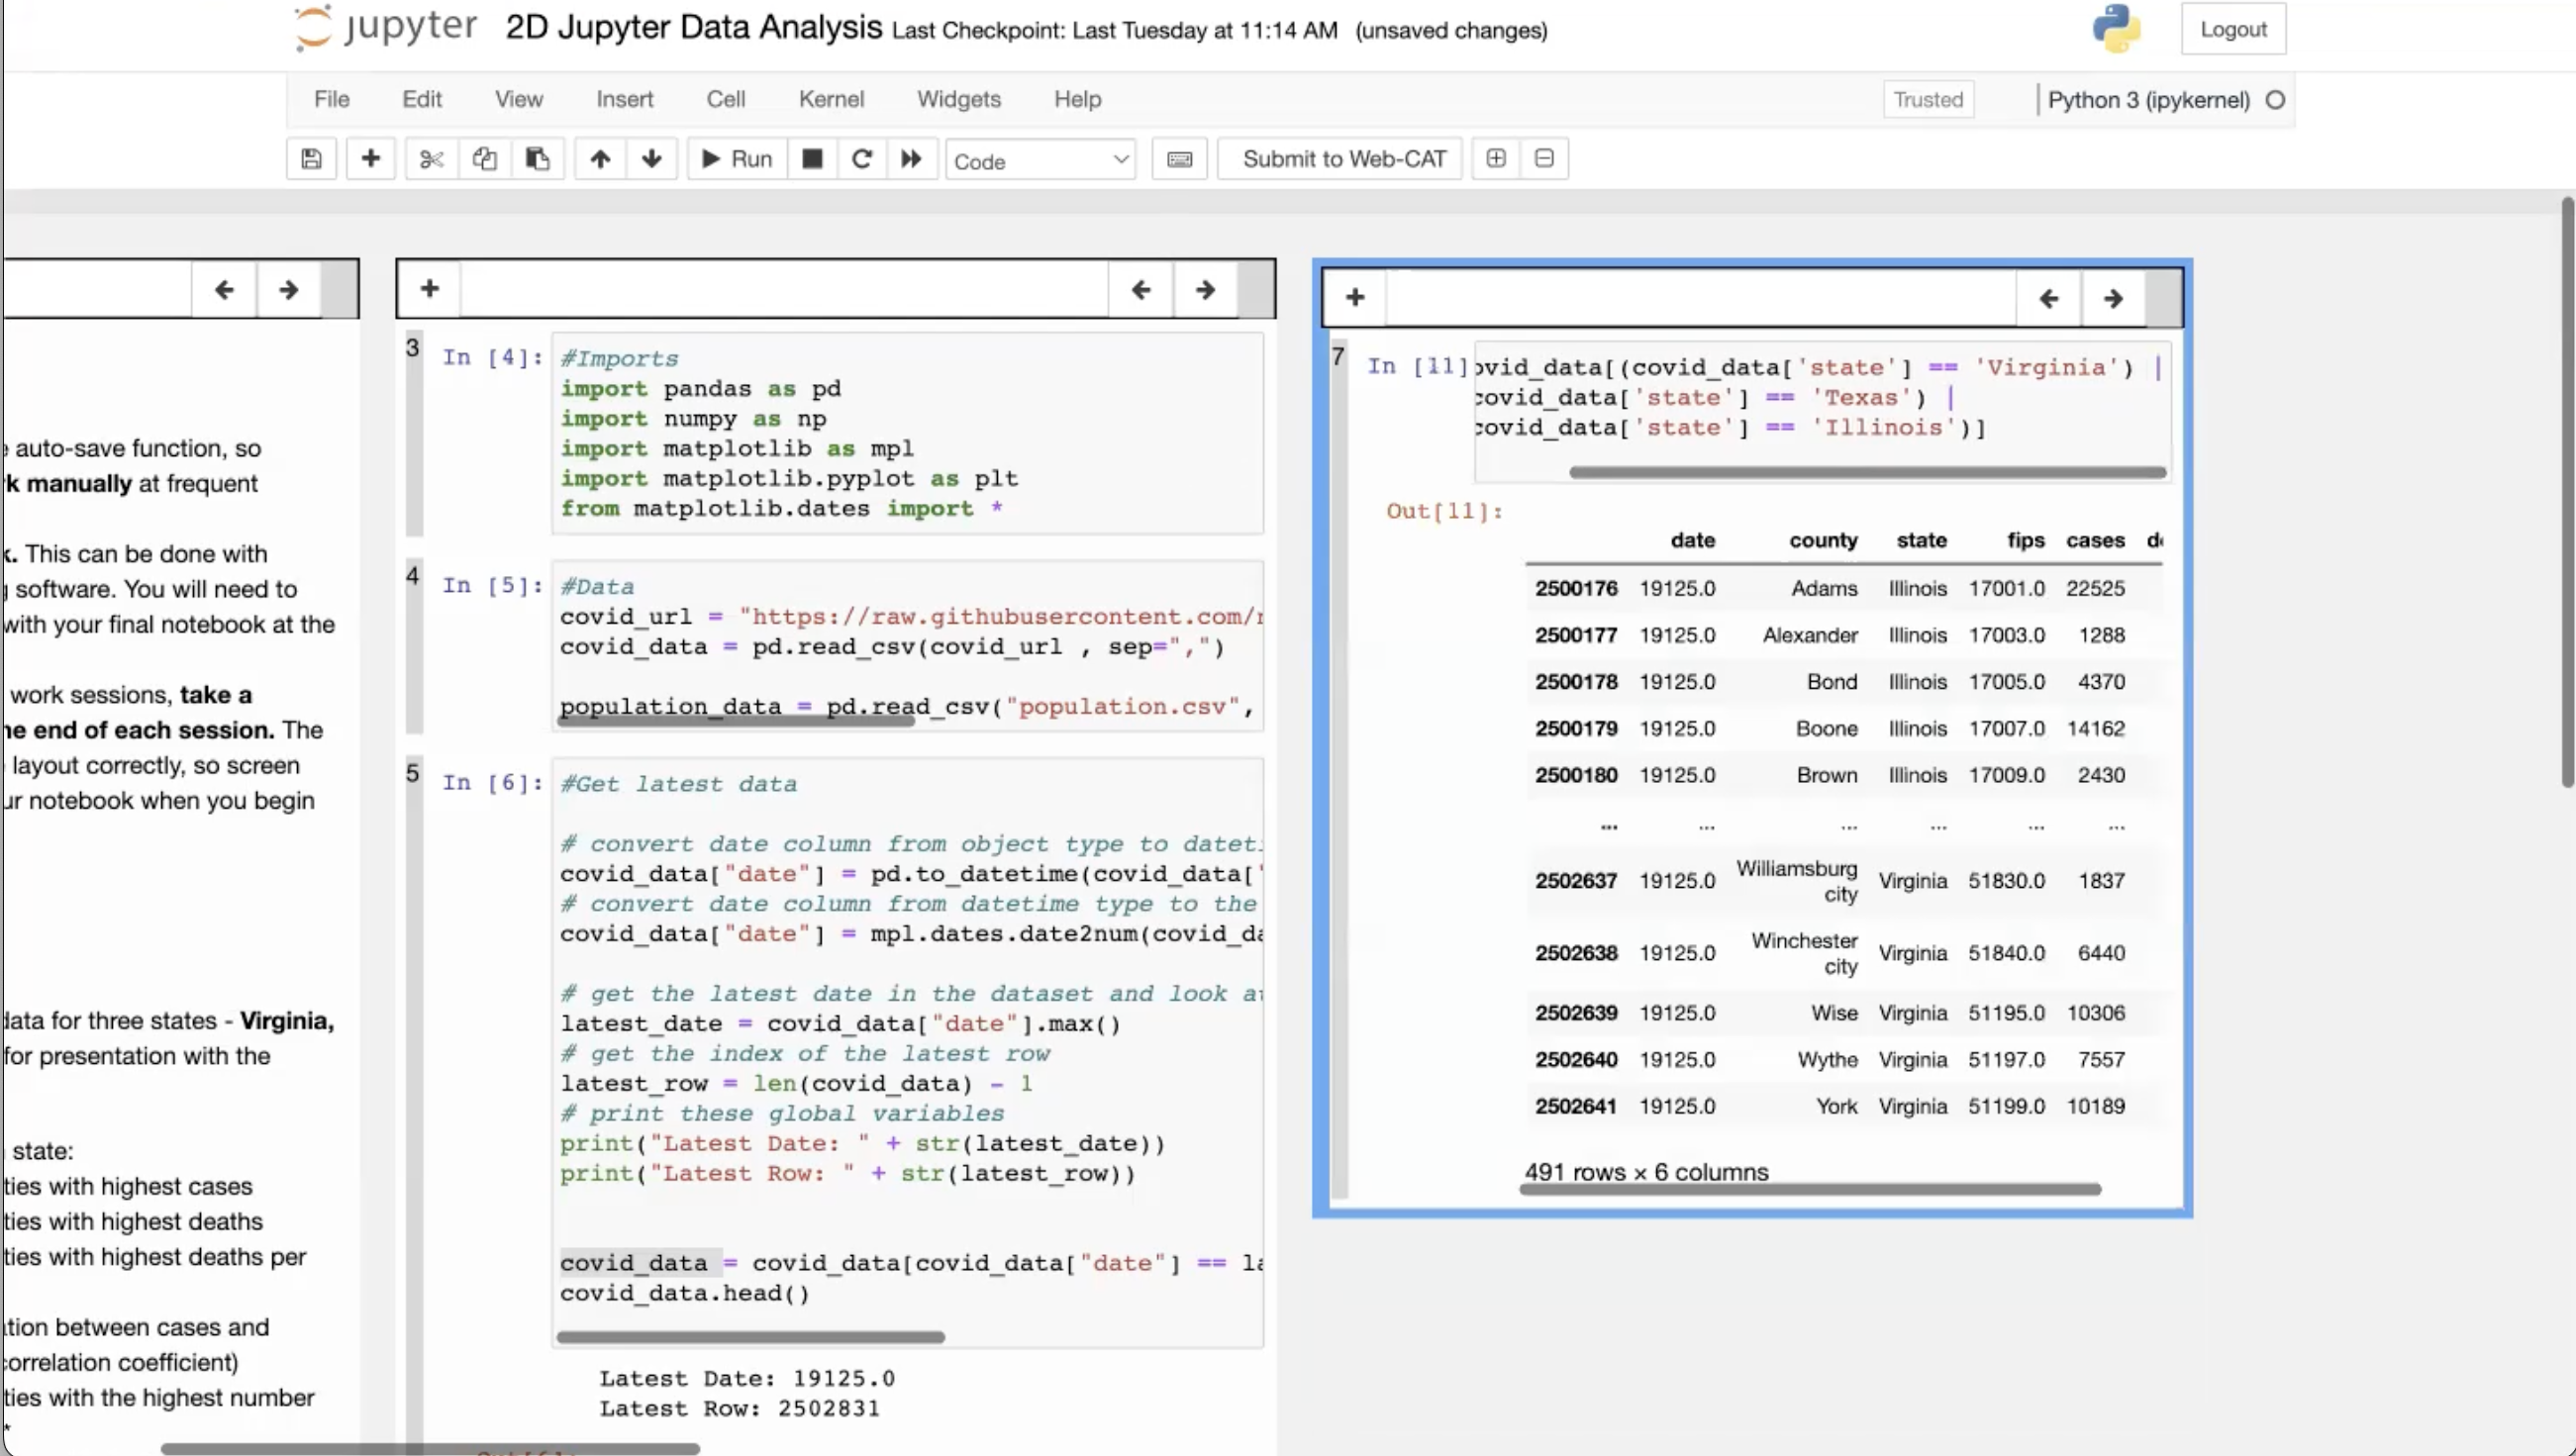 jupyter 2D Jupyter Data Analysis Last Checkpoint: Last Tuesday at 11:14 AM (unsaved changes) Logout
File Edit View Insert Cell Kernel Widgets Help Trusted Python 3 (ipykernel)
Run Code Submit to Web-CAT
auto-save function, so
k manually at frequent
k. This can be done with
software. You will need to
with your final notebook at the
work sessions, take a
he end of each session. The
layout correctly, so screen
ur notebook when you begin
data for three states - Virginia,
for presentation with the
state:
ties with highest cases
ties with highest deaths
ties with highest deaths per
tion between cases and
correlation coefficient)
ties with the highest number
*
3 In [4]: #Imports
import pandas as pd
import numpy as np
import matplotlib as mpl
import matplotlib.pyplot as plt
from matplotlib.dates import *
4 In [5]: #Data
covid_url = "https://raw.githubusercontent.com/
covid_data = pd.read_csv(covid_url , sep=",")
population_data = pd.read_csv("population.csv",
5 In [6]: #Get latest data
# convert date column from object type to dateti
covid_data["date"] = pd.to_datetime(covid_data["
# convert date column from datetime type to the
covid_data["date"] = mpl.dates.date2num(covid_da
# get the latest date in the dataset and look at
latest_date = covid_data["date"].max()
# get the index of the latest row
latest_row = len(covid_data) - 1
# print these global variables
print("Latest Date: " + str(latest_date))
print("Latest Row: " + str(latest_row))
covid_data = covid_data[covid_data["date"] == la
covid_data.head()
Latest Date: 19125.0
Latest Row: 2502831
7 In [11] ovid_data[(covid_data['state'] == 'Virginia') |
covid_data['state'] == 'Texas') |
covid_data['state'] == 'Illinois')]
Out[11]:
date county state fips cases de
2500176 19125.0 Adams Illinois 17001.0 22525
2500177 19125.0 Alexander Illinois 17003.0 1288
2500178 19125.0 Bond Illinois 17005.0 4370
2500179 19125.0 Boone Illinois 17007.0 14162
2500180 19125.0 Brown Illinois 17009.0 2430
... ... ... ... ... ...
2502637 19125.0 Williamsburg city Virginia 51830.0 1837
2502638 19125.0 Winchester city Virginia 51840.0 6440
2502639 19125.0 Wise Virginia 51195.0 10306
2502640 19125.0 Wythe Virginia 51197.0 7557
2502641 19125.0 York Virginia 51199.0 10189
491 rows × 6 columns